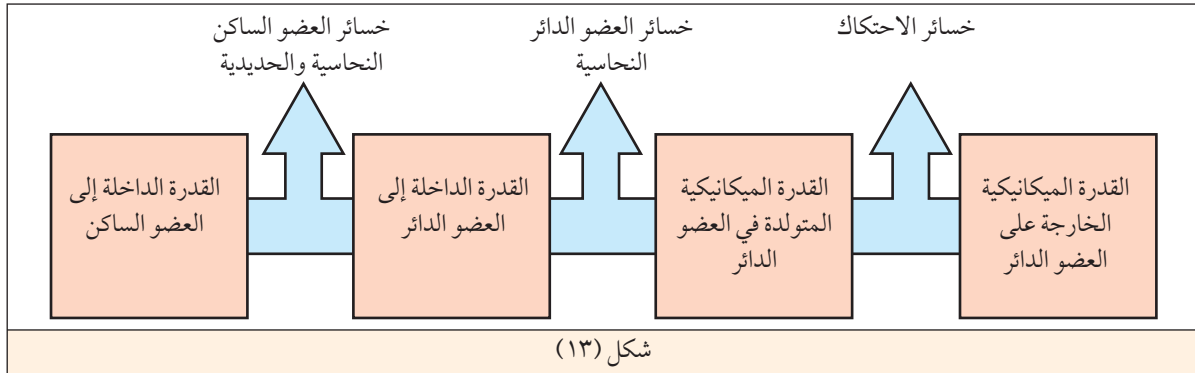 خسائر العضو الساكن
النحاسية والحديدية
خسائر العضو الدائر
النحاسية
خسائر الاحتكاك
القدرة الداخلة إلى
العضو الساكن
القدرة الداخلة إلى
العضو الدائر
القدرة الميكانيكية
المتولدة في العضو
الدائر
القدرة الميكانيكية
الخارجة على
العضو الدائر
شكل (١٣)